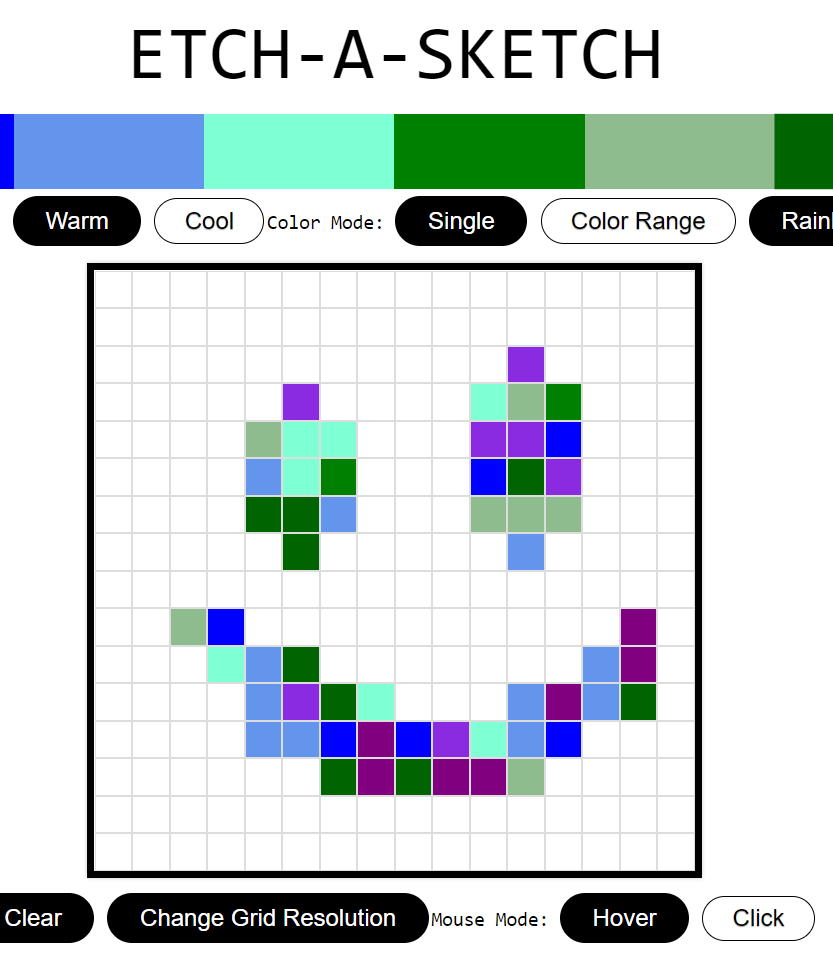 ETCH-A-SKETCH
Warm Cool Color Mode: Single Color Range Rain
Clear Change Grid Resolution Mouse Mode: Hover Click